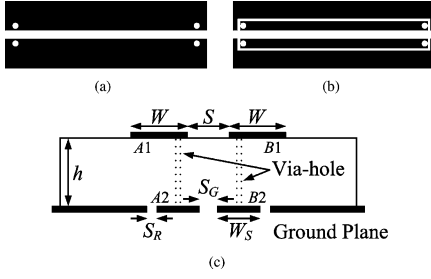 (a)
(b)
W S W
A1 B1
Via-hole
h
S_G
A2 B2
S_R W_S Ground Plane
(c)